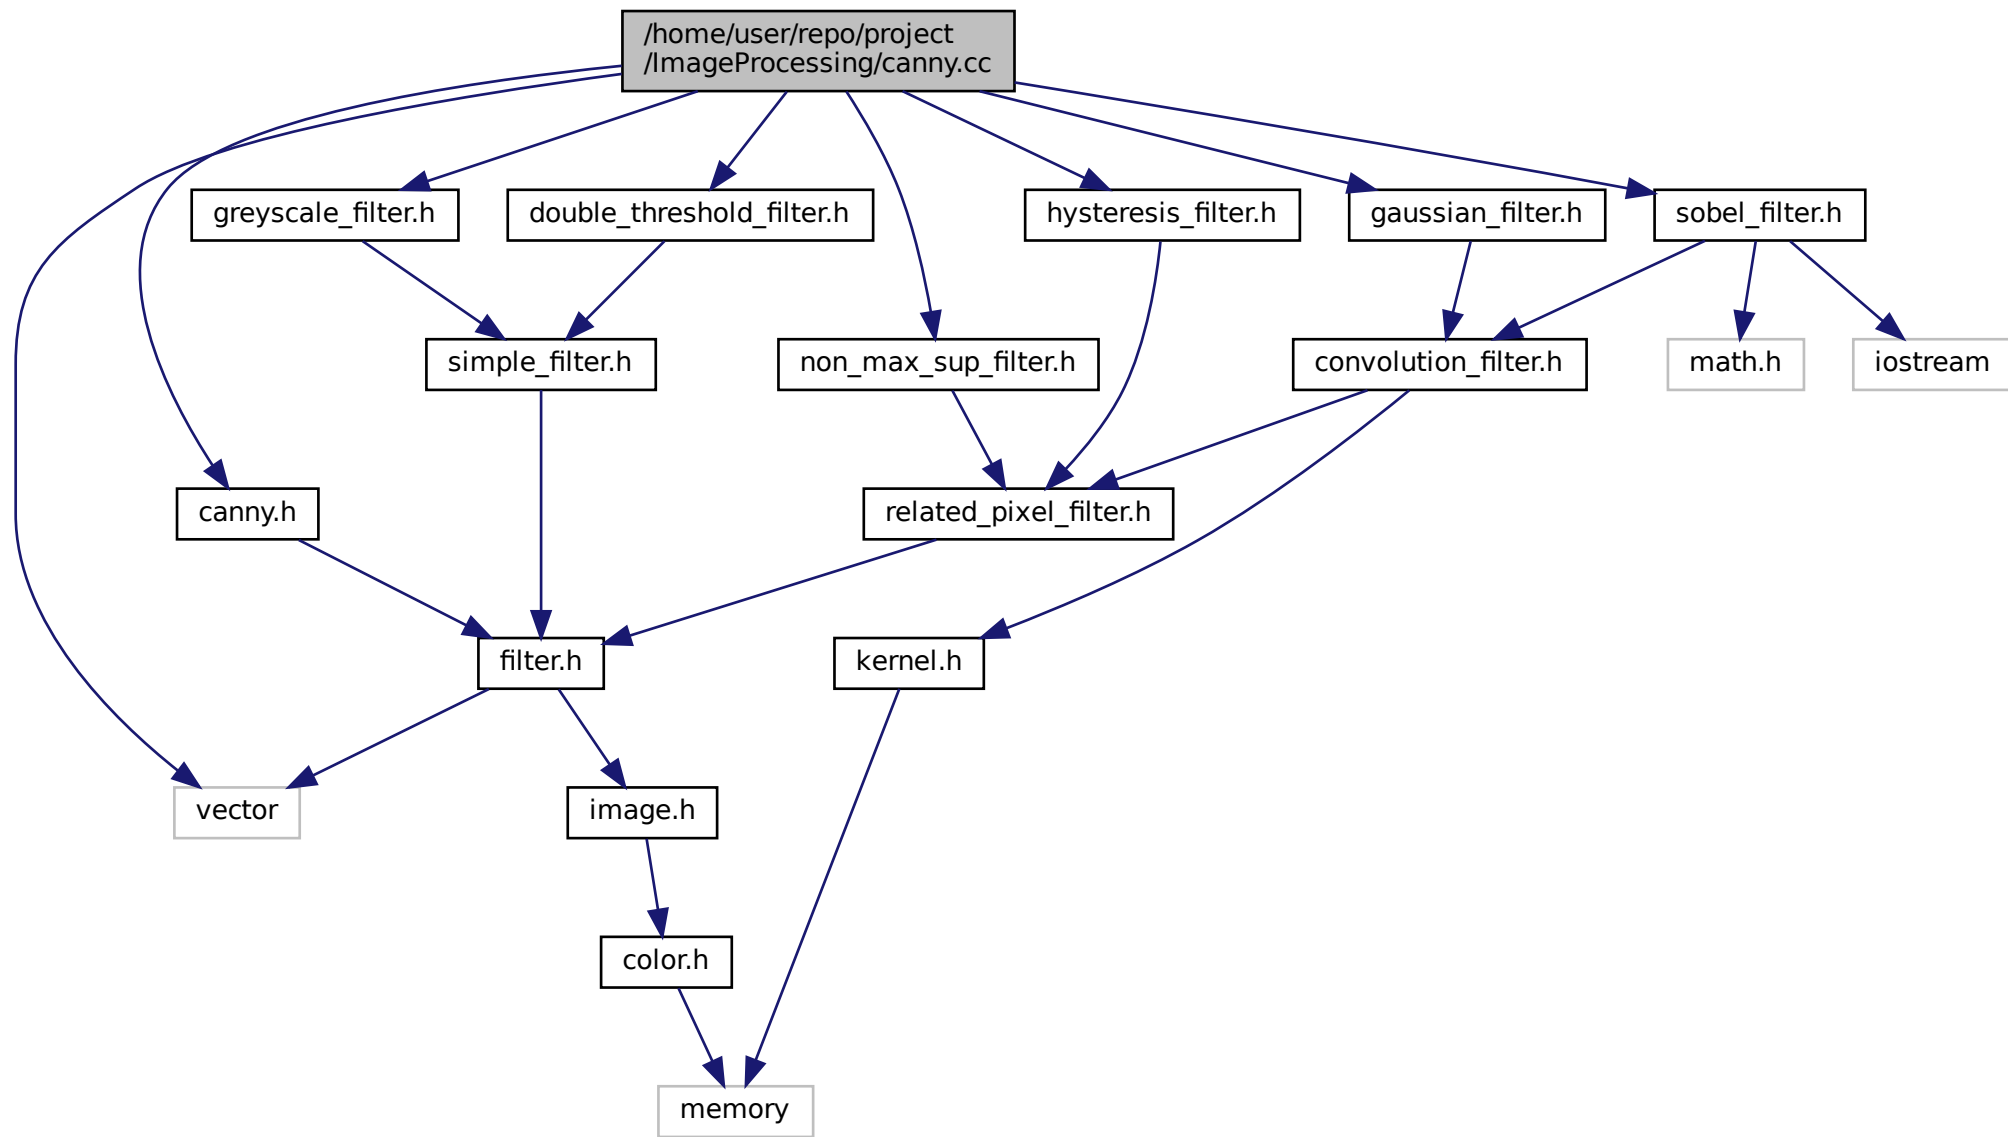 /home/user/repo/project
/ImageProcessing/canny.cc
greyscale_filter.h
double_threshold_filter.h
hysteresis_filter.h
gaussian_filter.h
sobel_filter.h
simple_filter.h
non_max_sup_filter.h
convolution_filter.h
math.h
iostream
canny.h
related_pixel_filter.h
filter.h
kernel.h
vector
image.h
color.h
memory